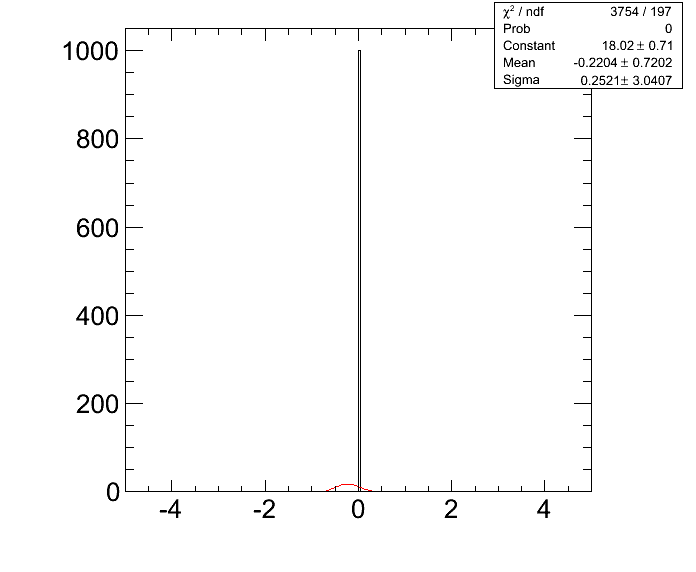 χ² / ndf 3754 / 197
Prob 0
Constant 18.02 ± 0.71
Mean -0.2204 ± 0.7202
Sigma 0.2521± 3.0407
1000
800
600
400
200
0
-4 -2 0 2 4